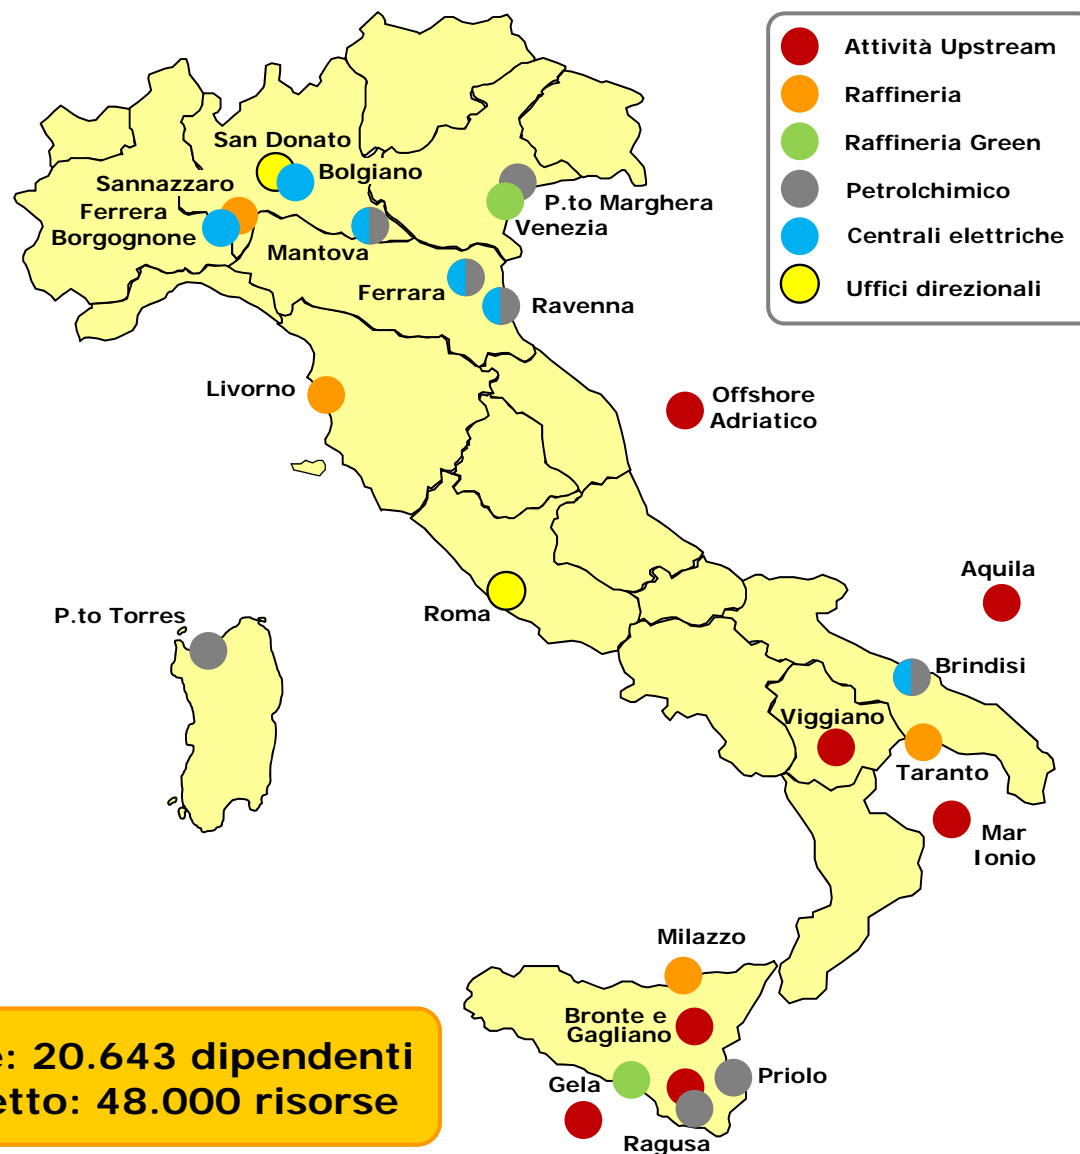 Attività Upstream
Raffineria
Raffineria Green
Petrolchimico
Centrali elettriche
Uffici direzionali
San Donato
Bolgiano
Sannazzaro
Ferrera
Borgognone
P.to Marghera
Venezia
Mantova
Ferrara
Ravenna
Livorno
Offshore
Adriatico
Aquila
Roma
P.to Torres
Brindisi
Viggiano
Taranto
Mar
Ionio
Milazzo
Bronte e
Gagliano
Priolo
Gela
Ragusa
: 20.643 dipendenti
etto: 48.000 risorse